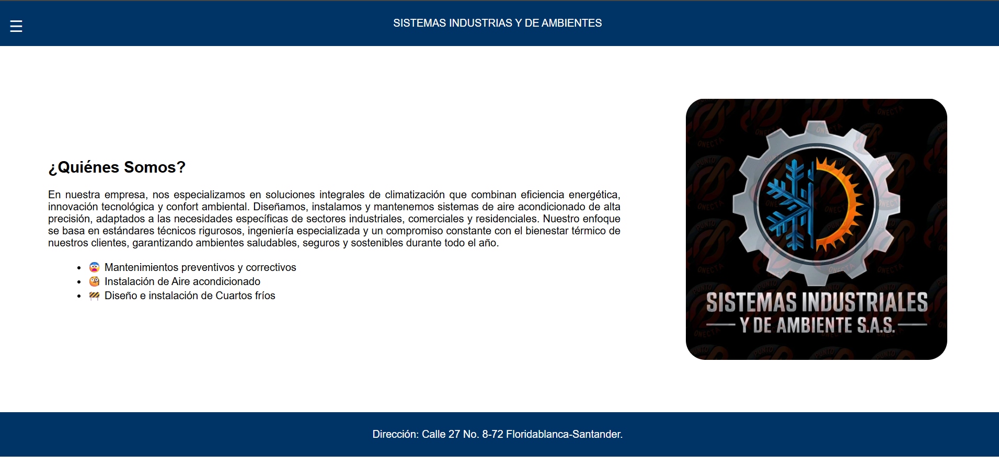 ☰
SISTEMAS INDUSTRIAS Y DE AMBIENTES
¿Quiénes Somos?
En nuestra empresa, nos especializamos en soluciones integrales de climatización que combinan eficiencia energética,
innovación tecnológica y confort ambiental. Diseñamos, instalamos y mantenemos sistemas de aire acondicionado de alta
precisión, adaptados a las necesidades específicas de sectores industriales, comerciales y residenciales. Nuestro enfoque
se basa en estándares técnicos rigurosos, ingeniería especializada y un compromiso constante con el bienestar térmico de
nuestros clientes, garantizando ambientes saludables, seguros y sostenibles durante todo el año.
• 😨 Mantenimientos preventivos y correctivos
• 🧐 Instalación de Aire acondicionado
• 🚧 Diseño e instalación de Cuartos fríos
SISTEMAS INDUSTRIALES
Y DE AMBIENTE S.A.S.
PUNTO
ONECTA
Dirección: Calle 27 No. 8-72 Floridablanca-Santander.